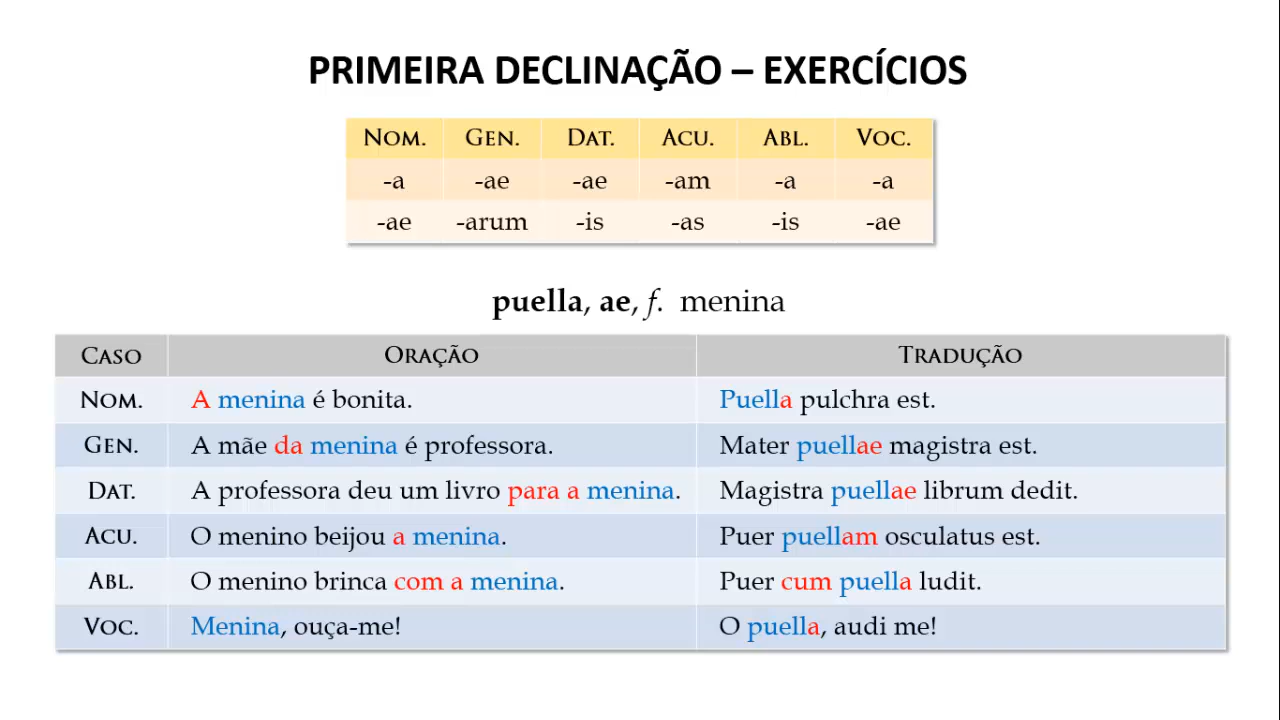 PRIMEIRA DECLINAÇÃO – EXERCÍCIOS
NOM. GEN. DAT. ACU. ABL. VOC.
-a -ae -ae -am -a -a
-ae -arum -is -as -is -ae
puella, ae, f. menina
CASO ORAÇÃO TRADUÇÃO
NOM. A menina é bonita. Puella pulchra est.
GEN. A mãe da menina é professora. Mater puellae magistra est.
DAT. A professora deu um livro para a menina. Magistra puellae librum dedit.
ACU. O menino beijou a menina. Puer puellam osculatus est.
ABL. O menino brinca com a menina. Puer cum puella ludit.
VOC. Menina, ouça-me! O puella, audi me!